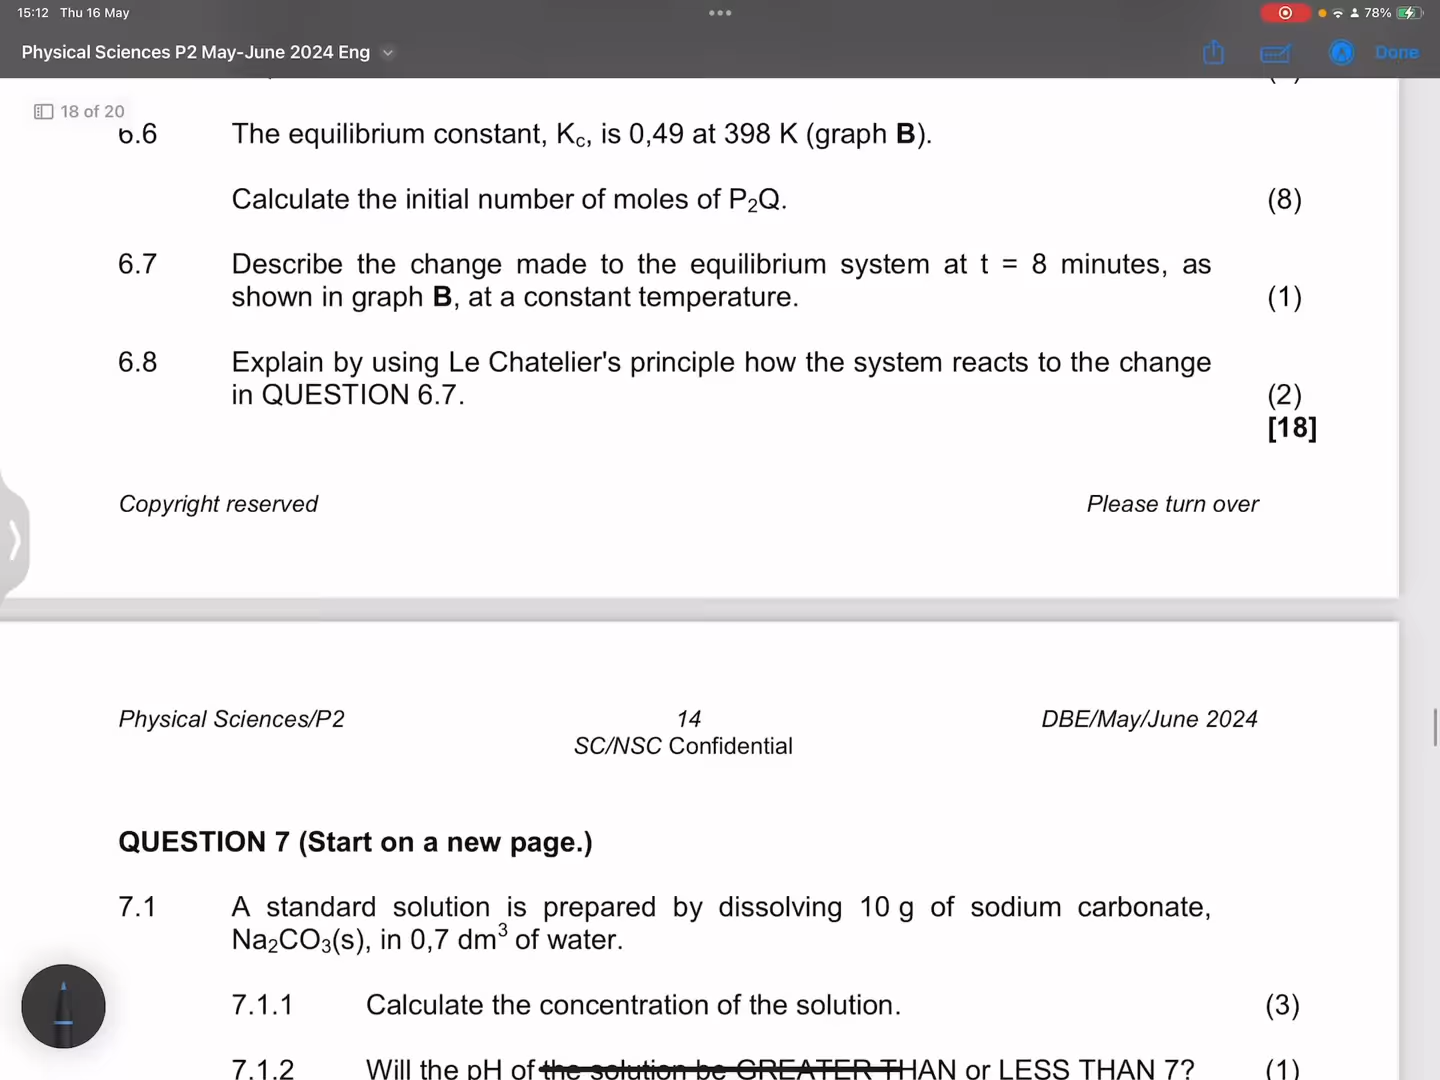 15:12 Thu 16 May
78%
Physical Sciences P2 May-June 2024 Eng
Done
18 of 20
6.6 The equilibrium constant, Kc, is 0,49 at 398 K (graph B).
Calculate the initial number of moles of P₂Q. (8)
6.7 Describe the change made to the equilibrium system at t = 8 minutes, as
shown in graph B, at a constant temperature. (1)
6.8 Explain by using Le Chatelier's principle how the system reacts to the change
in QUESTION 6.7. (2)
[18]
Copyright reserved Please turn over
Physical Sciences/P2 14 DBE/May/June 2024
SC/NSC Confidential
QUESTION 7 (Start on a new page.)
7.1 A standard solution is prepared by dissolving 10 g of sodium carbonate,
Na₂CO₃(s), in 0,7 dm³ of water.
7.1.1 Calculate the concentration of the solution. (3)
7.1.2 Will the pH of the solution be GREATER THAN or LESS THAN 7? (1)